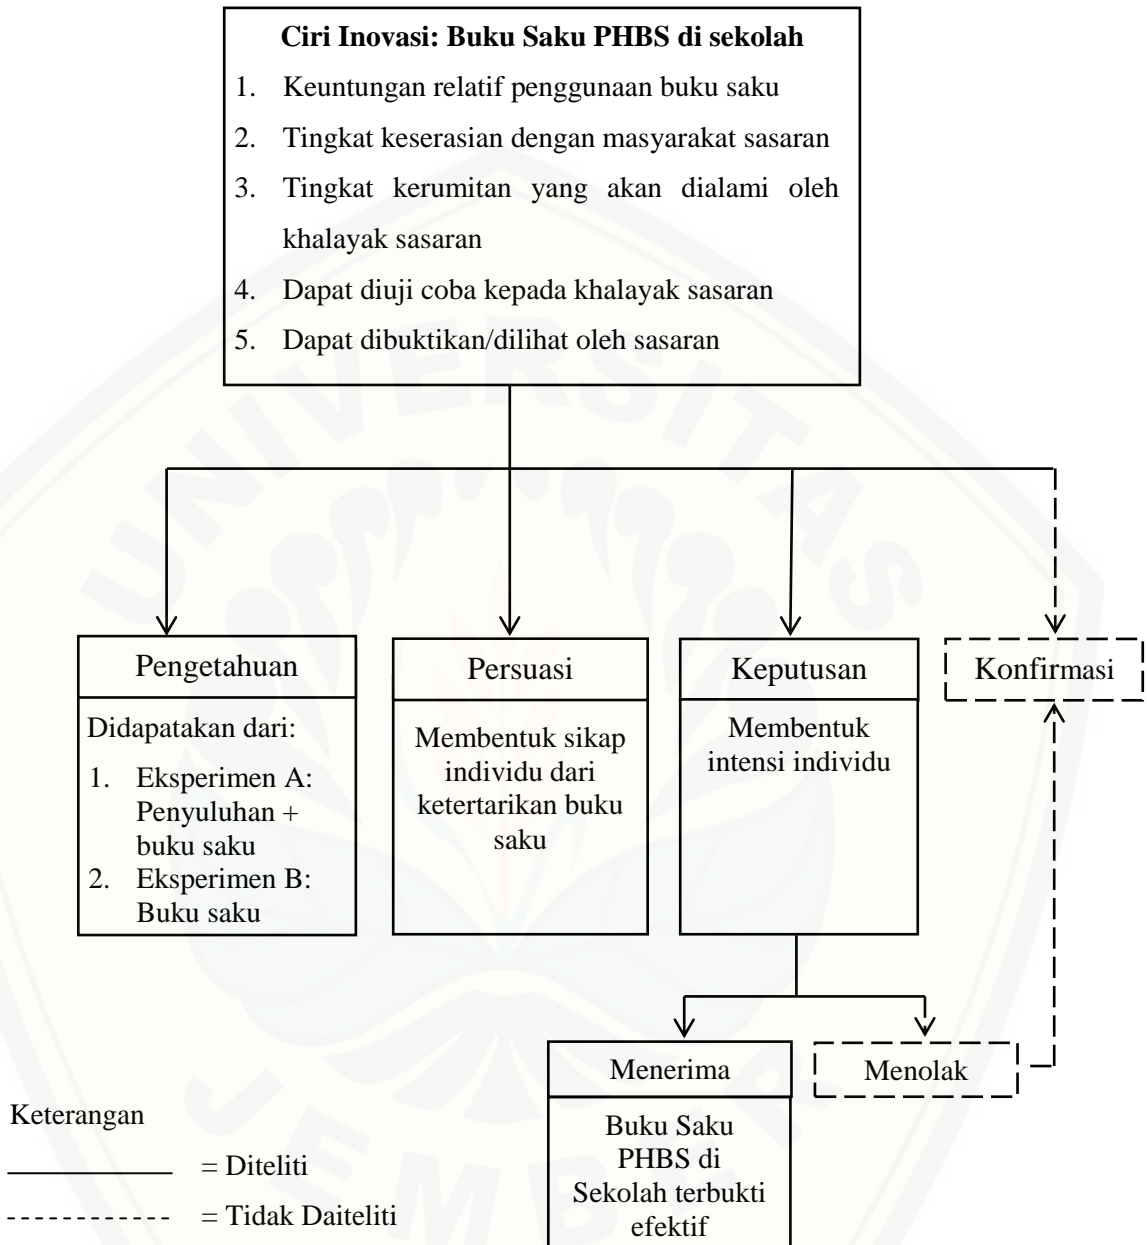 Ciri Inovasi: Buku Saku PHBS di sekolah
1. Keuntungan relatif penggunaan buku saku
2. Tingkat keserasian dengan masyarakat sasaran
3. Tingkat kerumitan yang akan dialami oleh
khalayak sasaran
4. Dapat diuji coba kepada khalayak sasaran
5. Dapat dibuktikan/dilihat oleh sasaran
UNIVERSITAS
Pengetahuan
Didapatakan dari:
1. Eksperimen A:
Penyuluhan +
buku saku
2. Eksperimen B:
Buku saku
Persuasi
Membentuk sikap
individu dari
ketertarikan buku
saku
Keputusan
Membentuk
intensi individu
Konfirmasi
Menerima
Buku Saku
PHBS di
Sekolah terbukti
efektif
Menolak
JEMBER
Keterangan
= Diteliti
= Tidak Daiteliti